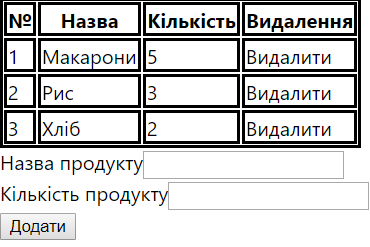 № Назва Кількість Видалення
1 Макарони 5 Видалити
2 Рис 3 Видалити
3 Хліб 2 Видалити
Назва продукту
Кількість продукту
Додати